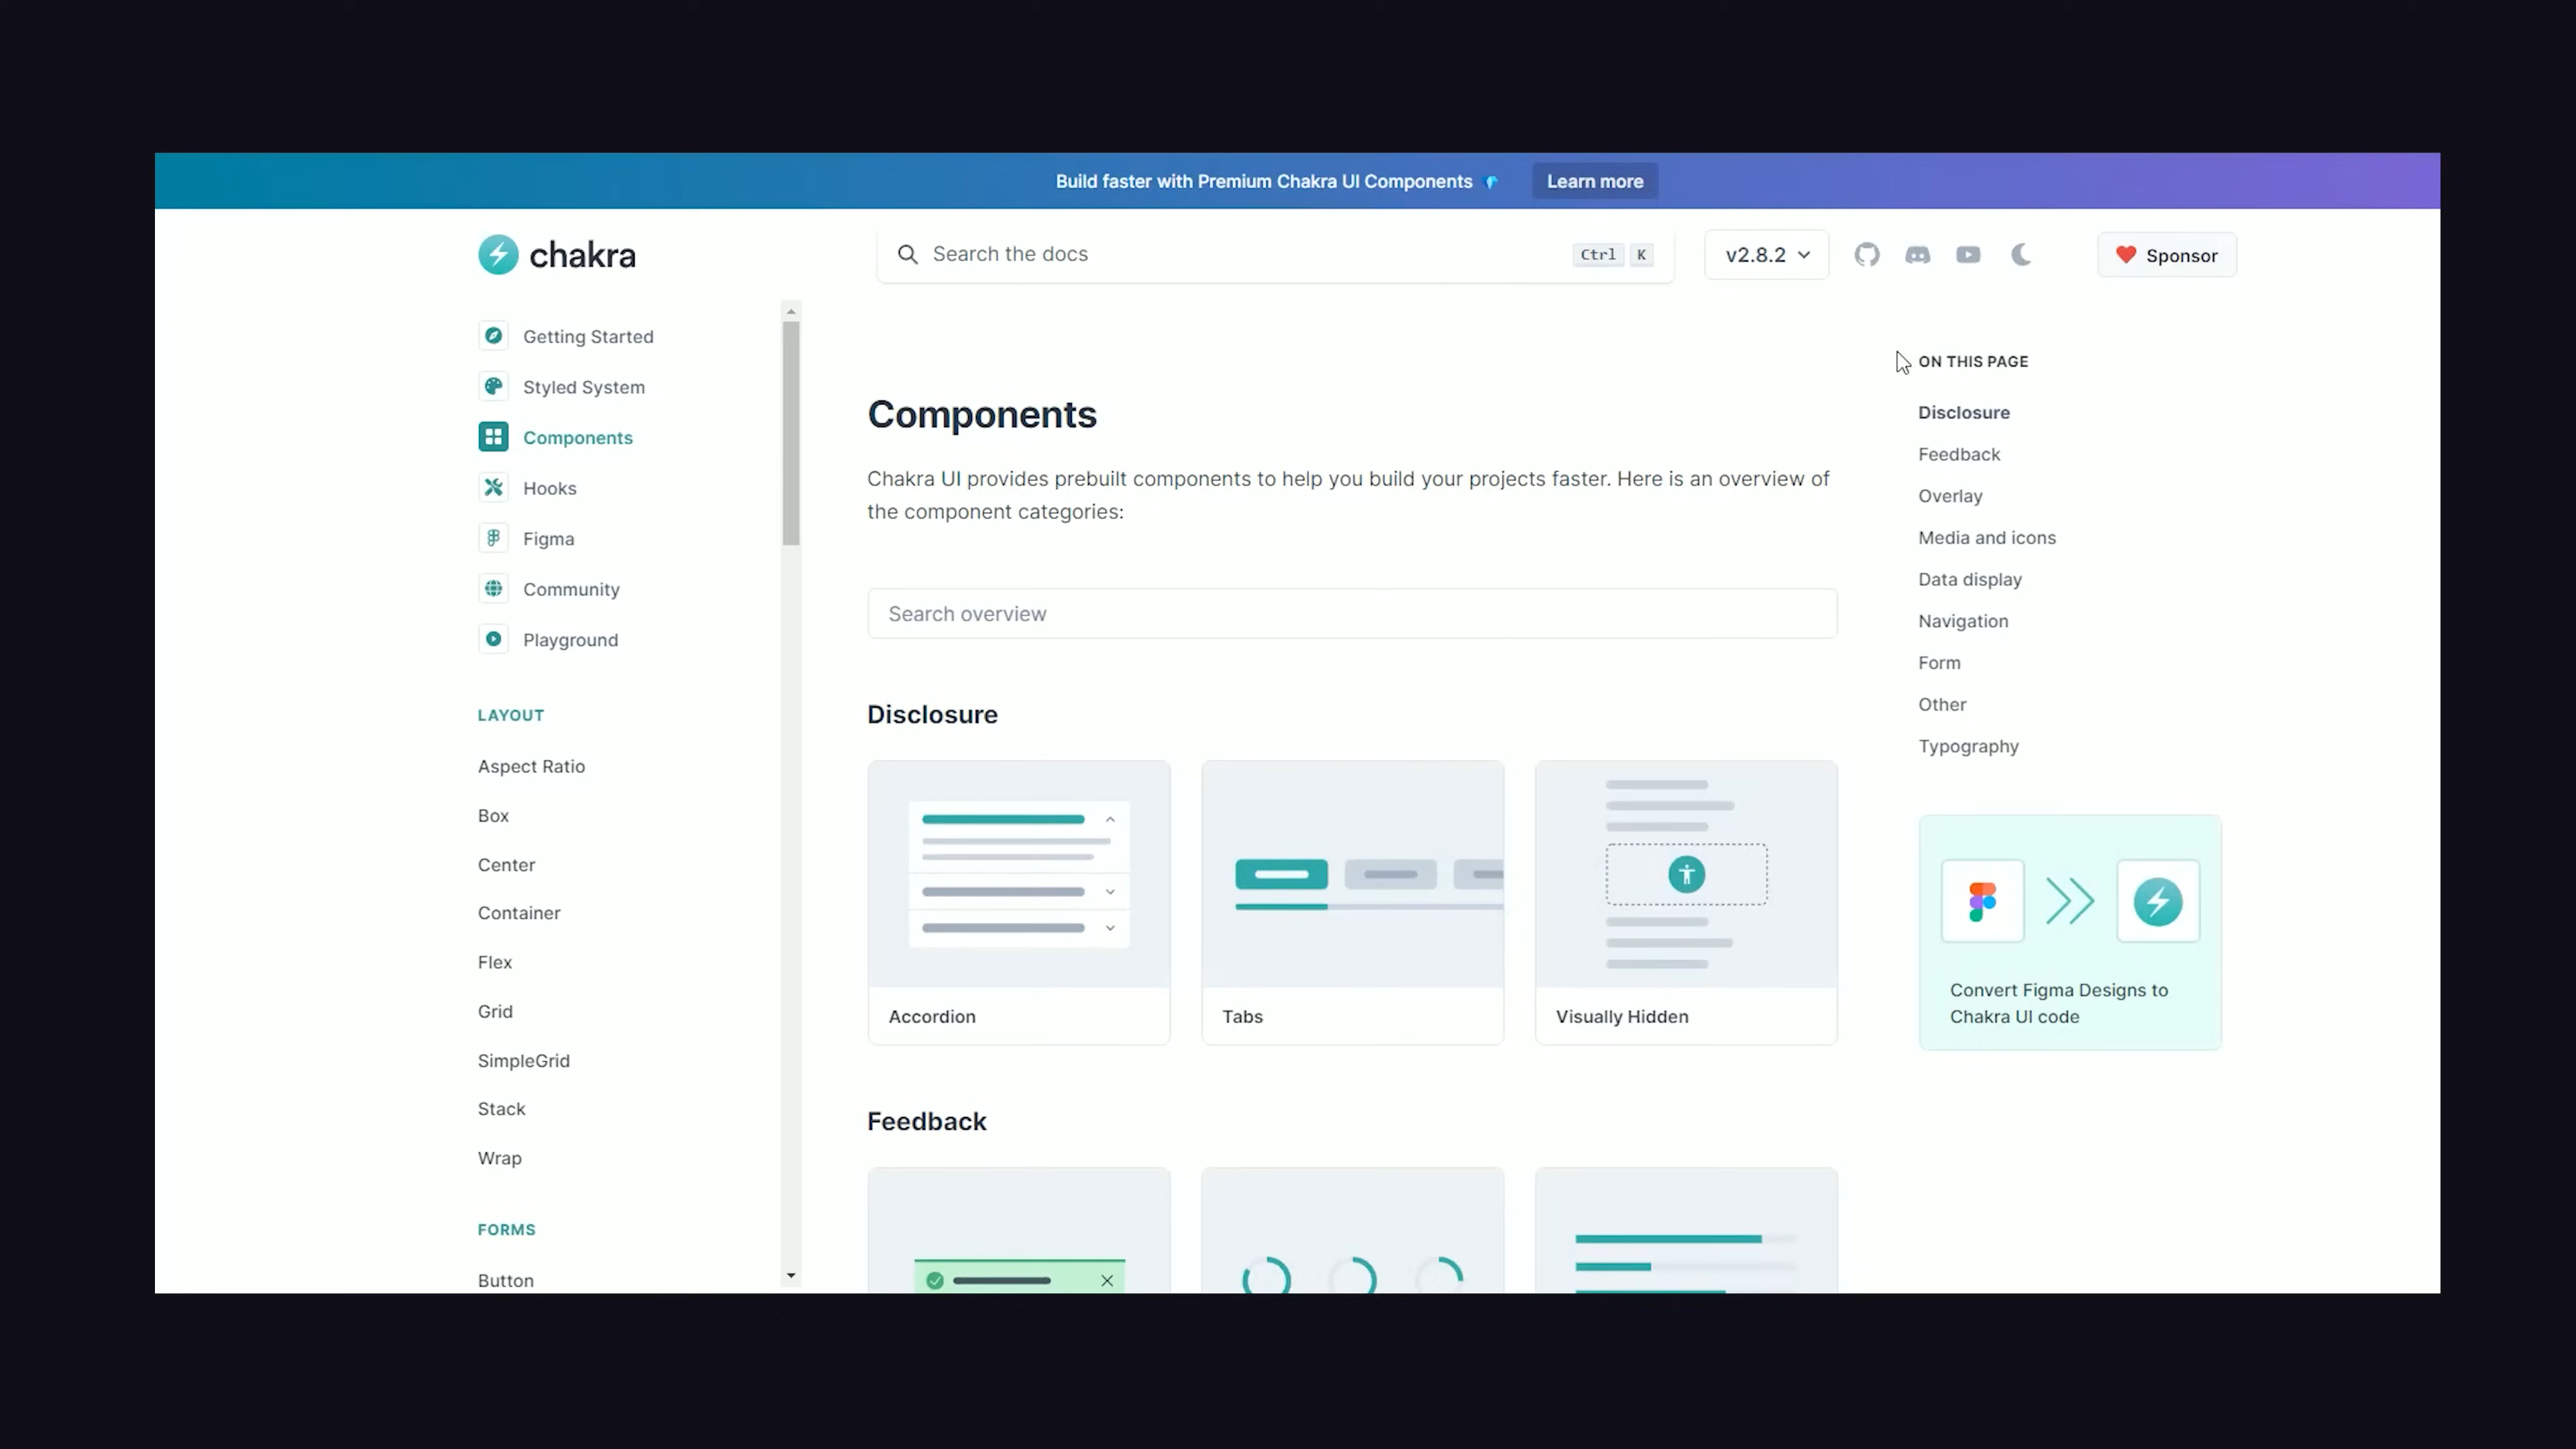 Build faster with Premium Chakra UI Components
Learn more
chakra
Search the docs
Ctrl K
v2.8.2
Sponsor
Getting Started
Styled System
Components
Hooks
Figma
Community
Playground
LAYOUT
Aspect Ratio
Box
Center
Container
Flex
Grid
SimpleGrid
Stack
Wrap
FORMS
Button
Components
Chakra UI provides prebuilt components to help you build your projects faster. Here is an overview of
the component categories:
Search overview
Disclosure
Accordion
Tabs
Visually Hidden
Feedback
ON THIS PAGE
Disclosure
Feedback
Overlay
Media and icons
Data display
Navigation
Form
Other
Typography
Convert Figma Designs to
Chakra UI code